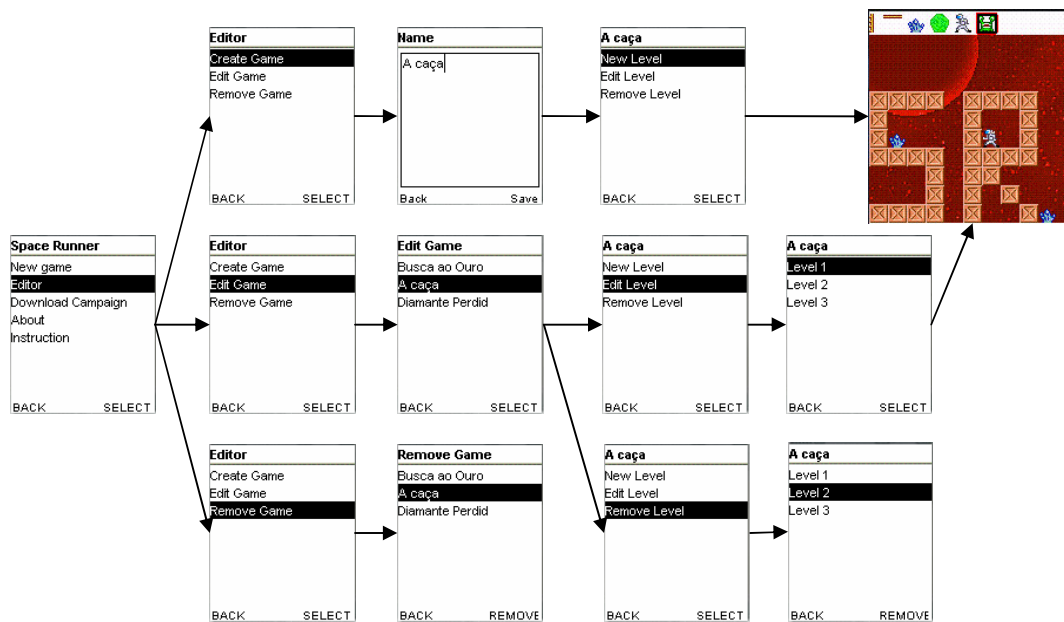 Editor
Create Game
Edit Game
Remove Game
BACK SELECT
Name
A caça
Back Save
A caça
New Level
Edit Level
Remove Level
BACK SELECT
Space Runner
New game
Editor
Download Campaign
About
Instruction
BACK SELECT
Editor
Create Game
Edit Game
Remove Game
BACK SELECT
Edit Game
Busca ao Ouro
A caça
Diamante Perdid
BACK SELECT
A caça
New Level
Edit Level
Remove Level
BACK SELECT
A caça
Level 1
Level 2
Level 3
BACK SELECT
Editor
Create Game
Edit Game
Remove Game
BACK SELECT
Remove Game
Busca ao Ouro
A caça
Diamante Perdid
BACK REMOVE
A caça
New Level
Edit Level
Remove Level
BACK SELECT
A caça
Level 1
Level 2
Level 3
BACK REMOVE